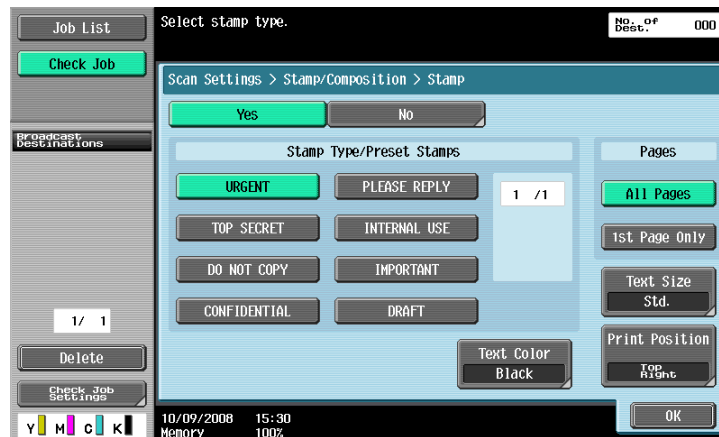 Job List
Check Job
Broadcast
Destinations
1/ 1
Delete
Check Job
Settings
Y M C K
Select stamp type.
No. of
Dest. 000
Scan Settings > Stamp/Composition > Stamp
Yes No
Stamp Type/Preset Stamps
URGENT PLEASE REPLY
TOP SECRET INTERNAL USE
DO NOT COPY IMPORTANT
CONFIDENTIAL DRAFT
1 /1
Pages
All Pages
1st Page Only
Text Size
Std.
Print Position
Top
Right
Text Color
Black
10/09/2008 15:30
Memory 100%
OK